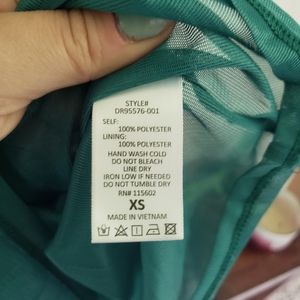 STYLE#
DR95576-001
SELF:
100% POLYESTER
LINING:
100% POLYESTER
HAND WASH COLD
DO NOT BLEACH
LINE DRY
IRON LOW IF NEEDED
DO NOT TUMBLE DRY
RN# 115602
XS
MADE IN VIETNAM